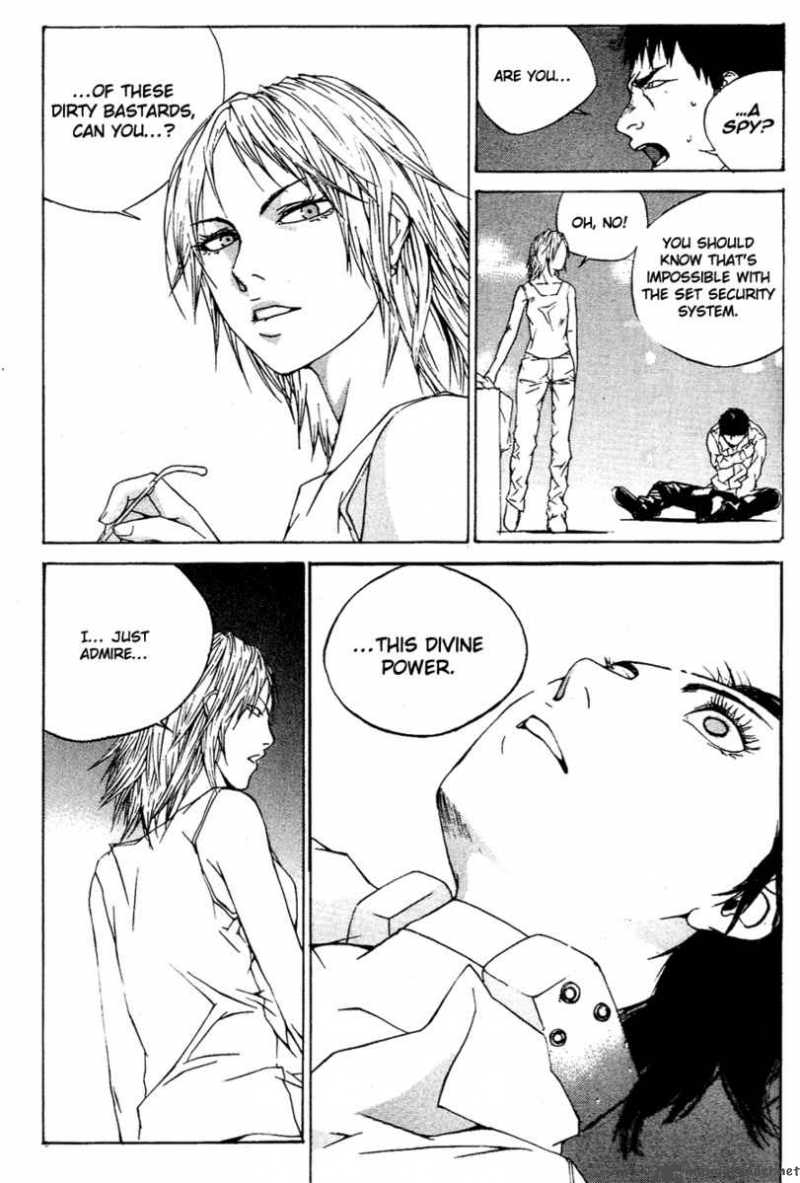 ...OF THESE
DIRTY BASTARDS,
CAN YOU...?
ARE YOU...
...A
SPY?
OH, NO!
YOU SHOULD
KNOW THAT'S
IMPOSSIBLE WITH
THE SET SECURITY
SYSTEM.
I... JUST
ADMIRE...
...THIS DIVINE
POWER.